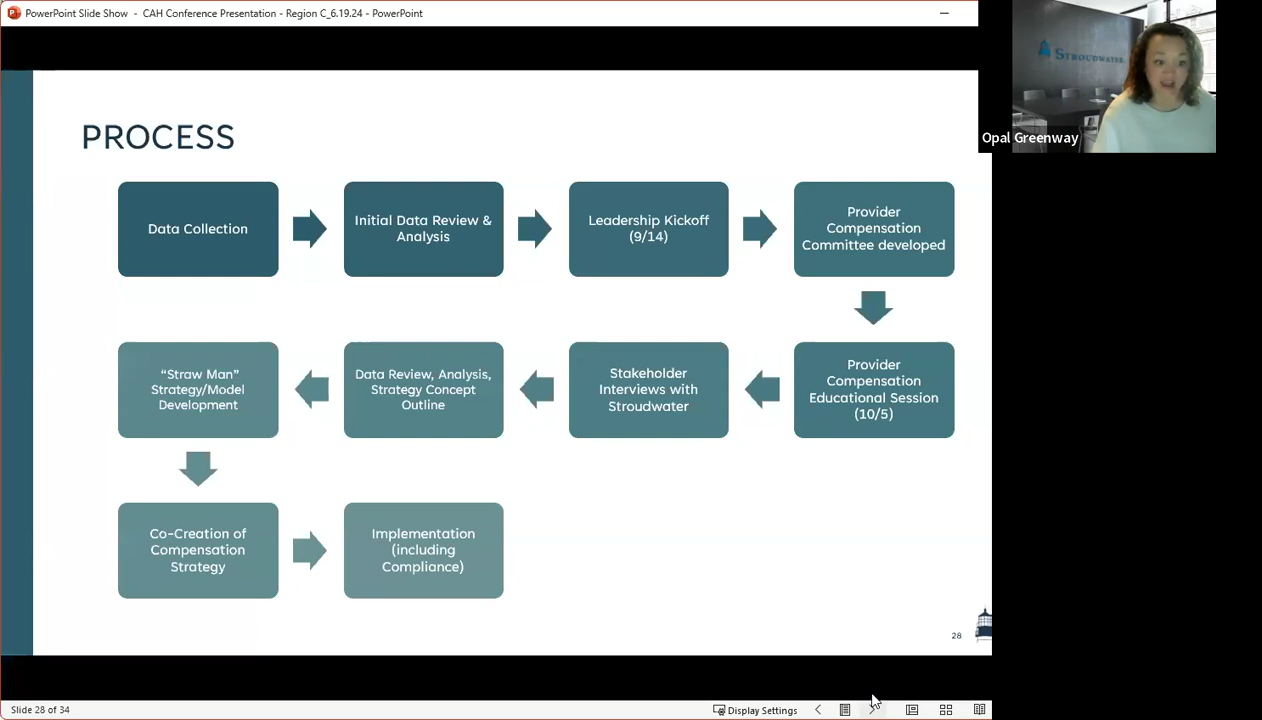 PowerPoint Slide Show - CAH Conference Presentation - Region C_6.19.24 - PowerPoint
STROUDWATER
Opal Greenway
PROCESS
Data Collection
Initial Data Review &
Analysis
Leadership Kickoff
(9/14)
Provider
Compensation
Committee developed
Provider
Compensation
Educational Session
(10/5)
Stakeholder
Interviews with
Stroudwater
Data Review, Analysis,
Strategy Concept
Outline
“Straw Man”
Strategy/Model
Development
Co-Creation of
Compensation
Strategy
Implementation
(including
Compliance)
28
Slide 28 of 34
Display Settings